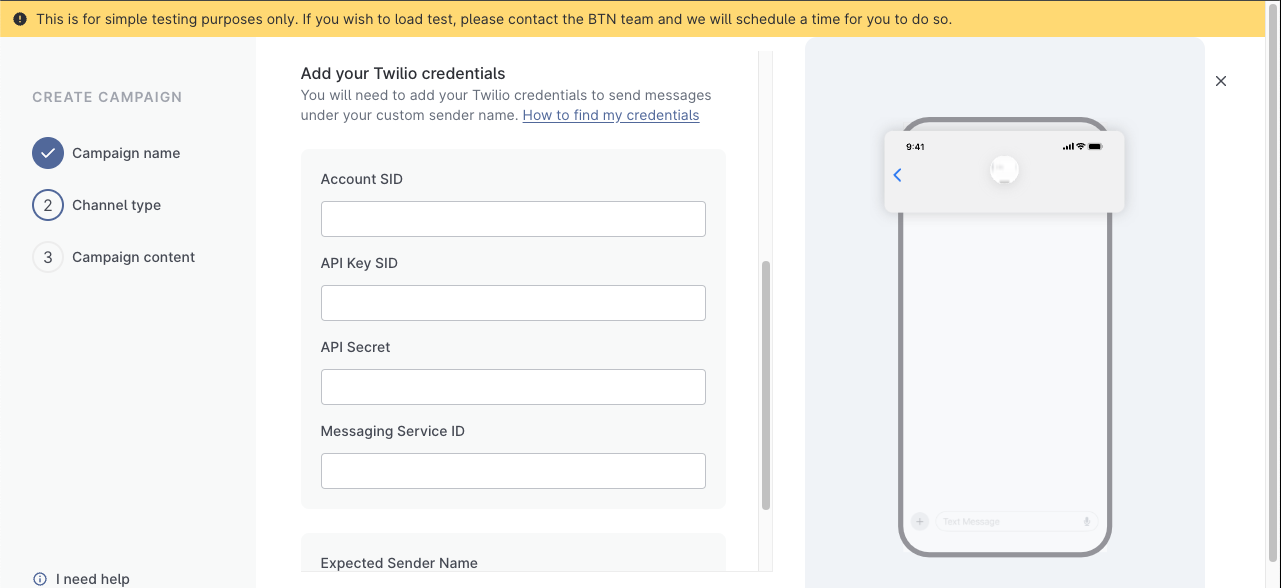 This is for simple testing purposes only. If you wish to load test, please contact the BTN team and we will schedule a time for you to do so.
CREATE CAMPAIGN
Campaign name
2 Channel type
3 Campaign content
I need help
Add your Twilio credentials
You will need to add your Twilio credentials to send messages
under your custom sender name. How to find my credentials
Account SID
API Key SID
API Secret
Messaging Service ID
Expected Sender Name
9:41
Text Message